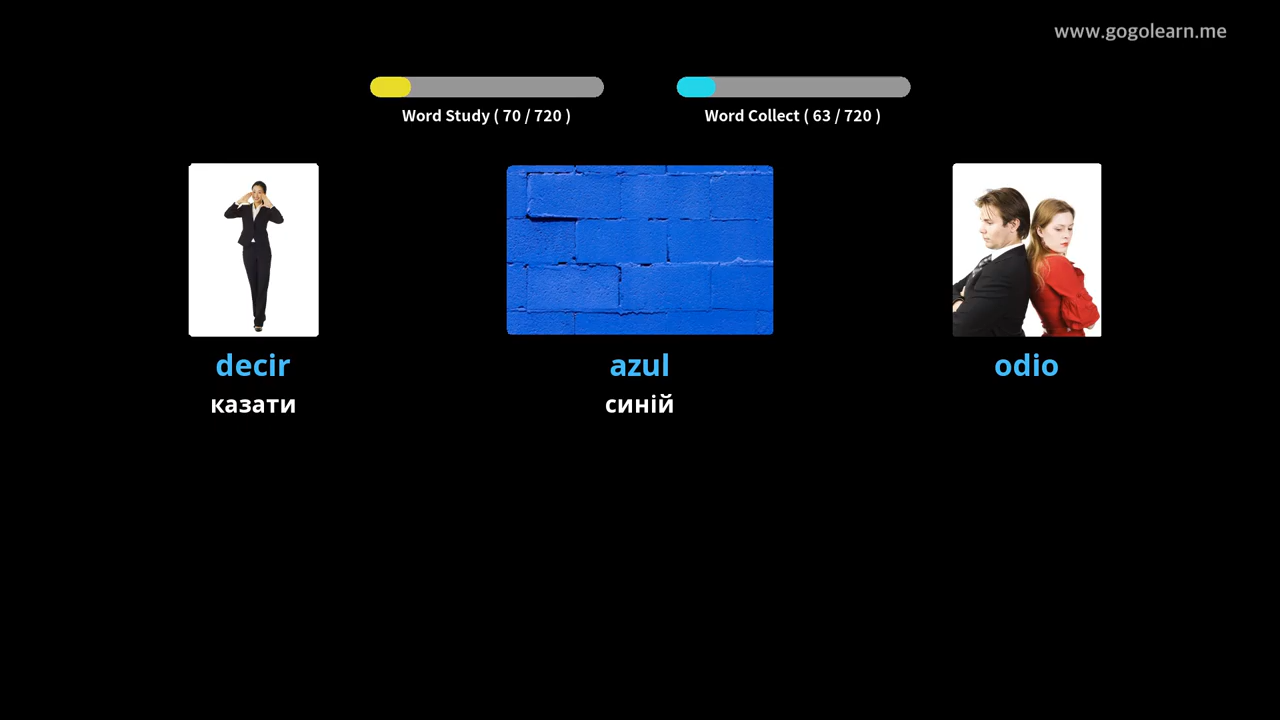 www.gogolearn.me
Word Study ( 70 / 720 )
Word Collect ( 63 / 720 )
decir
azul
odio
казати
синій